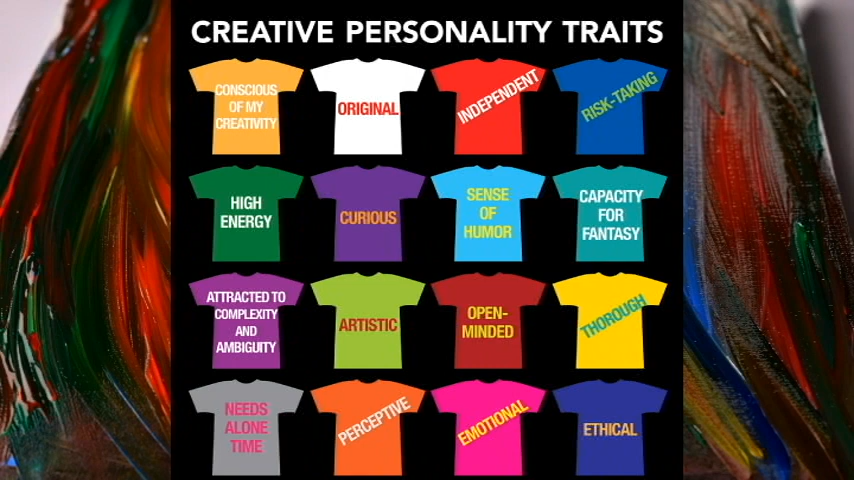 CREATIVE PERSONALITY TRAITS
CONSCIOUS
OF MY
CREATIVITY
ORIGINAL
INDEPENDENT
RISK-TAKING
HIGH
ENERGY
CURIOUS
SENSE
OF
HUMOR
CAPACITY
FOR
FANTASY
ATTRACTED TO
COMPLEXITY
AND
AMBIGUITY
ARTISTIC
OPEN-
MINDED
THOROUGH
NEEDS
ALONE
TIME
PERCEPTIVE
EMOTIONAL
ETHICAL